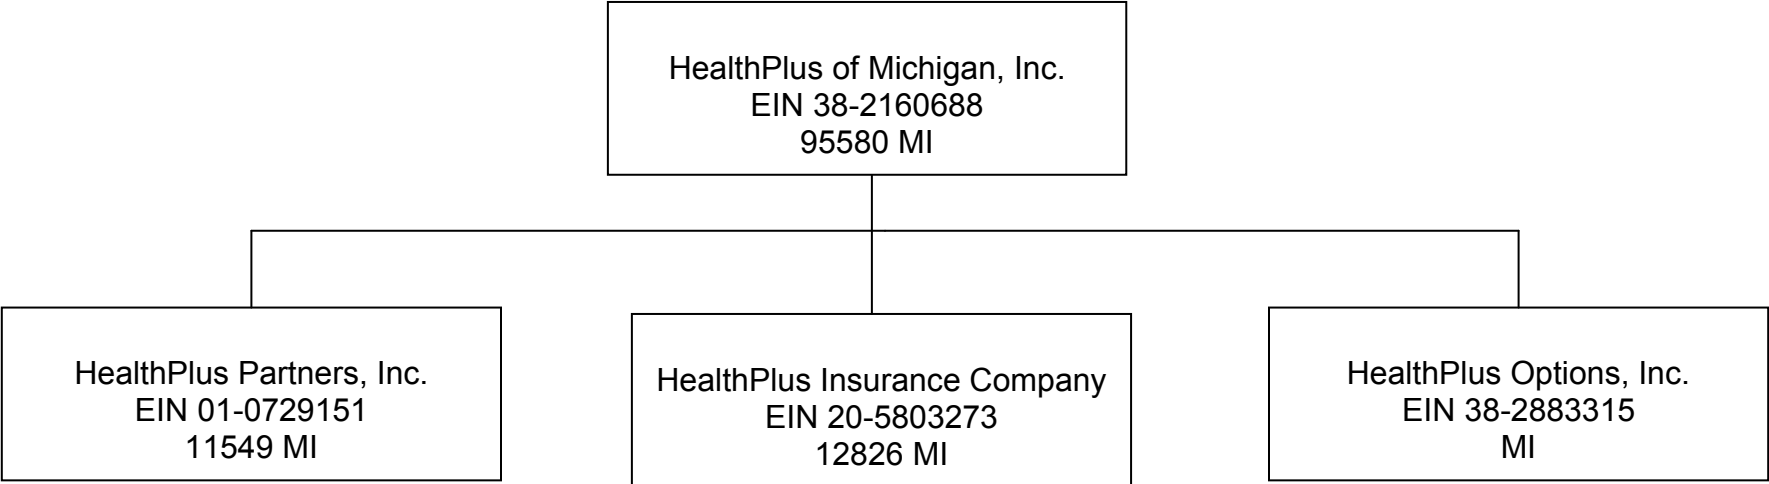 HealthPlus of Michigan, Inc.
EIN 38-2160688
95580 MI
HealthPlus Partners, Inc.
EIN 01-0729151
11549 MI
HealthPlus Insurance Company
EIN 20-5803273
12826 MI
HealthPlus Options, Inc.
EIN 38-2883315
MI